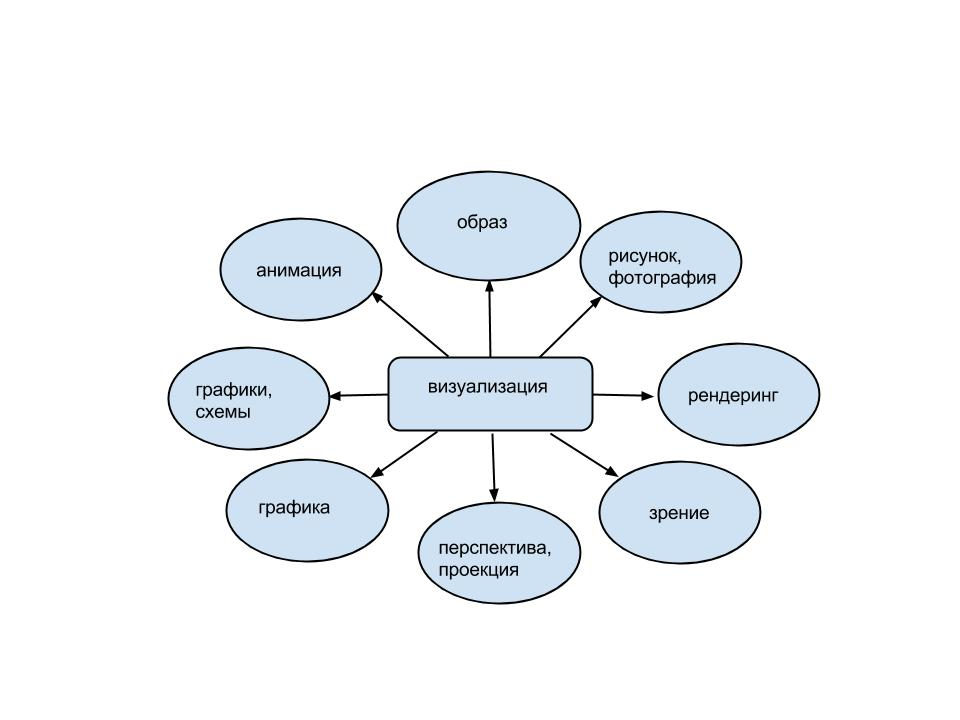 образ
анимация
рисунок,
фотография
визуализация
графики,
схемы
рендеринг
графика
зрение
перспектива,
проекция